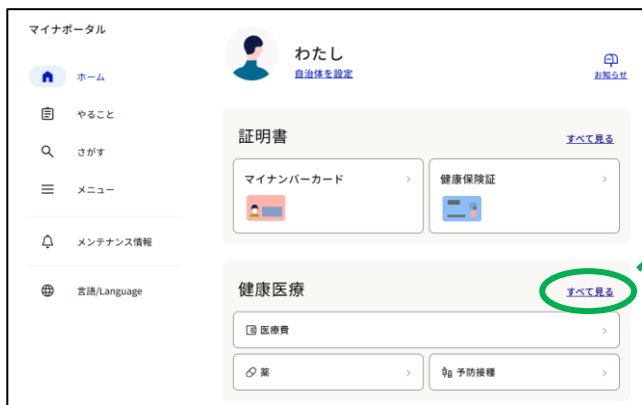 マイナポータル
ホーム
やること
さがす
メニュー
メンテナンス情報
言語/Language
わたし
自治体を設定
お知らせ
証明書
すべて見る
マイナンバーカード
健康保険証
健康医療
すべて見る
医療費
薬
予防接種